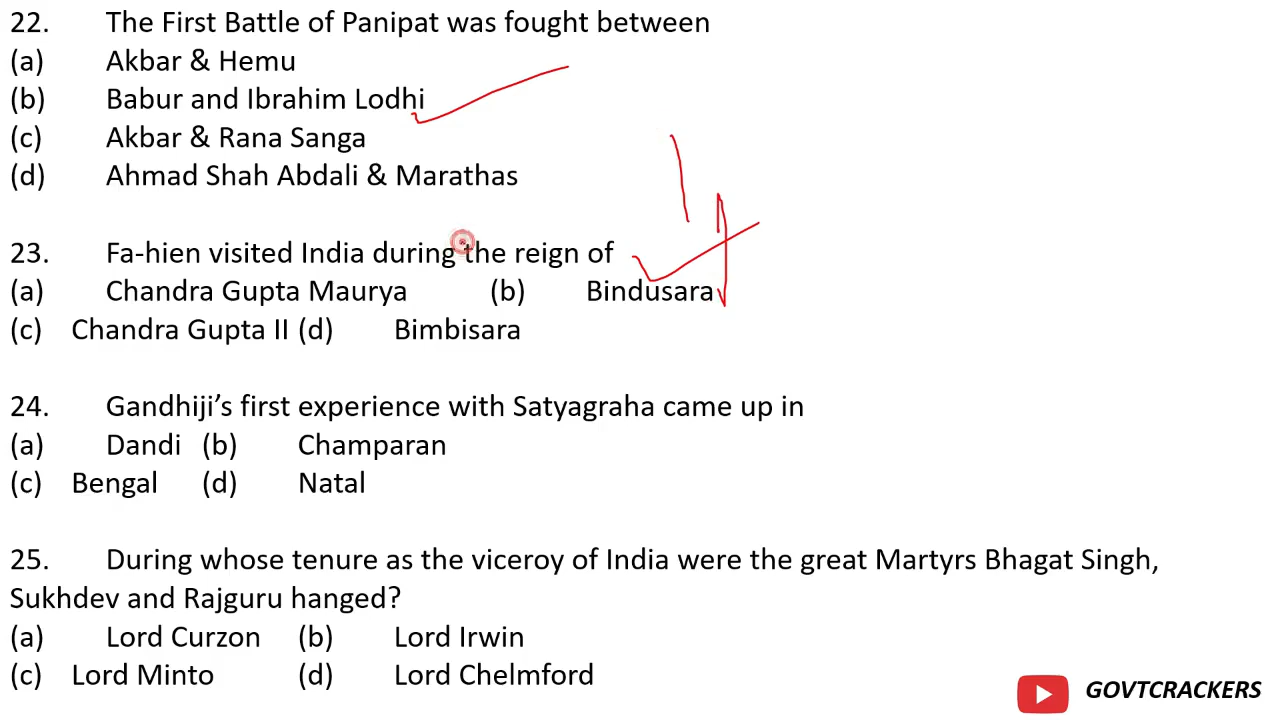 22. The First Battle of Panipat was fought between
(a) Akbar & Hemu
(b) Babur and Ibrahim Lodhi
(c) Akbar & Rana Sanga
(d) Ahmad Shah Abdali & Marathas
23. Fa-hien visited India during the reign of
(a) Chandra Gupta Maurya (b) Bindusara
(c) Chandra Gupta II (d) Bimbisara
24. Gandhiji’s first experience with Satyagraha came up in
(a) Dandi (b) Champaran
(c) Bengal (d) Natal
25. During whose tenure as the viceroy of India were the great Martyrs Bhagat Singh,
Sukhdev and Rajguru hanged?
(a) Lord Curzon (b) Lord Irwin
(c) Lord Minto (d) Lord Chelmford
GOVTCRACKERS